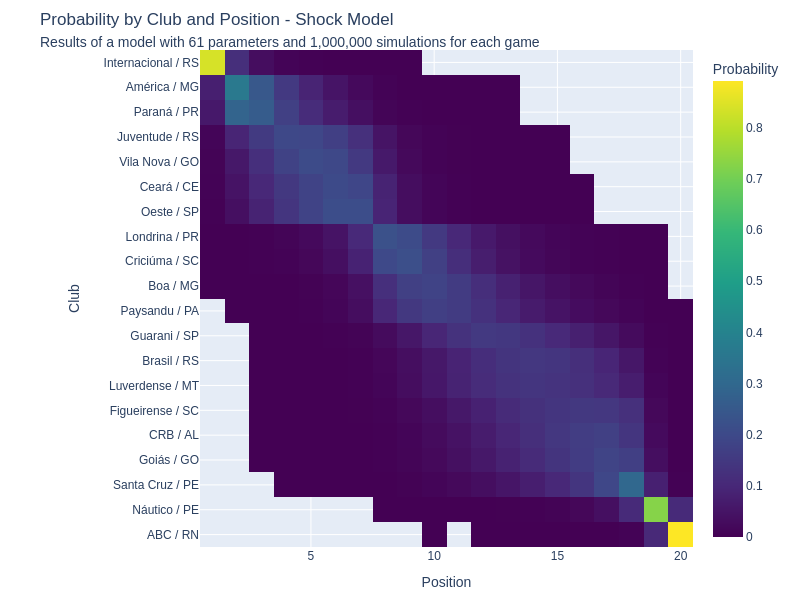 Probability by Club and Position - Shock Model
Results of a model with 61 parameters and 1,000,000 simulations for each game
Probability
0.8
0.7
0.6
0.5
0.4
0.3
0.2
0.1
0
Club
Internacional / RS
América / MG
Paraná / PR
Juventude / RS
Vila Nova / GO
Ceará / CE
Oeste / SP
Londrina / PR
Criciúma / SC
Boa / MG
Paysandu / PA
Guarani / SP
Brasil / RS
Luverdense / MT
Figueirense / SC
CRB / AL
Goiás / GO
Santa Cruz / PE
Náutico / PE
ABC / RN
5
10
15
20
Position